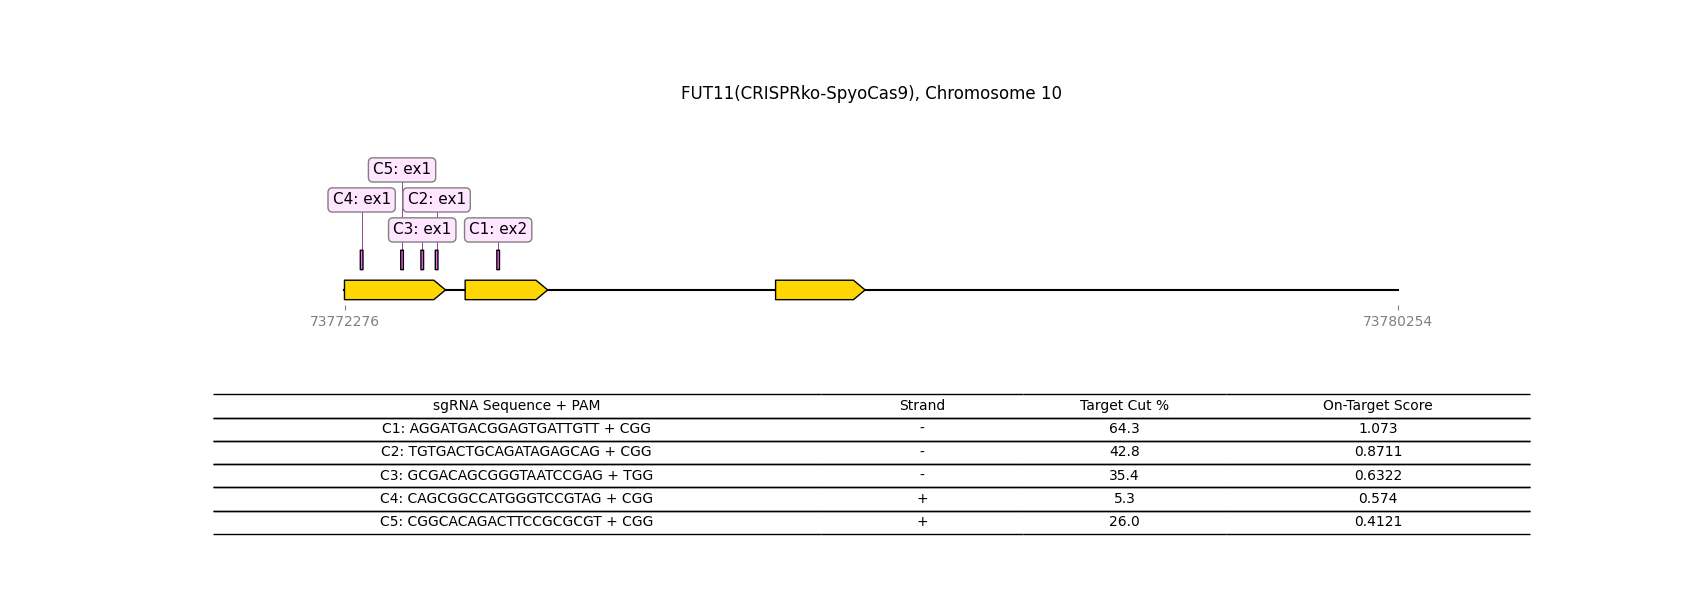 FUT11(CRISPRko-SpyoCas9), Chromosome 10
C5: ex1
C4: ex1 C2: ex1
C3: ex1 C1: ex2
73772276 73780254
sgRNA Sequence + PAM Strand Target Cut % On-Target Score
C1: AGGATGACGGAGTGATTGTT + CGG - 64.3 1.073
C2: TGTGACTGCAGATAGAGCAG + CGG - 42.8 0.8711
C3: GCGACAGCGGGTAATCCGAG + TGG - 35.4 0.6322
C4: CAGCGGCCATGGGTCCGTAG + CGG + 5.3 0.574
C5: CGGCACAGACTTCCGCGCGT + CGG + 26.0 0.4121